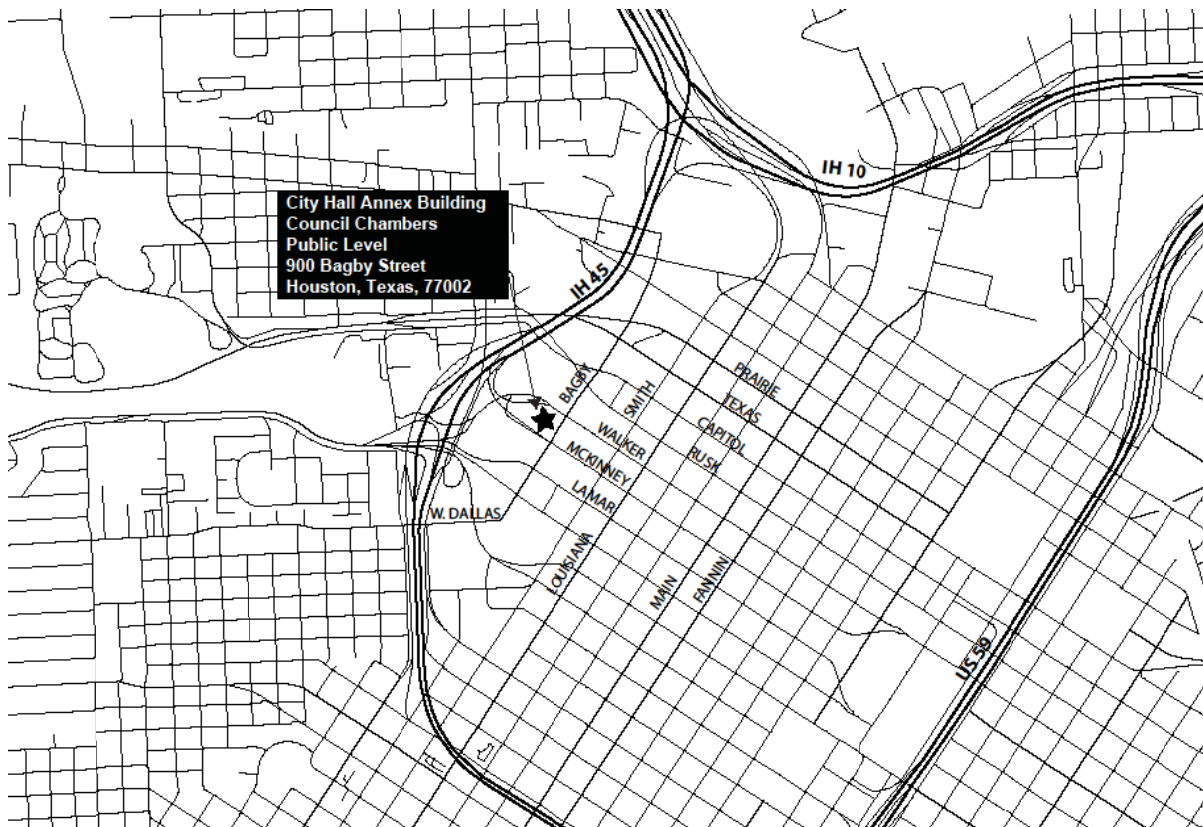 IH 10
City Hall Annex Building
Council Chambers
Public Level
900 Bagby Street
Houston, Texas, 77002
IH 45
BAGBY
SMITH
PRAIRIE
TEXAS
CAPITOL
RUSK
WALKER
MCKINNEY
LAMAR
W. DALLAS
LOUISIANA
MAIN
FANNIN
US 59